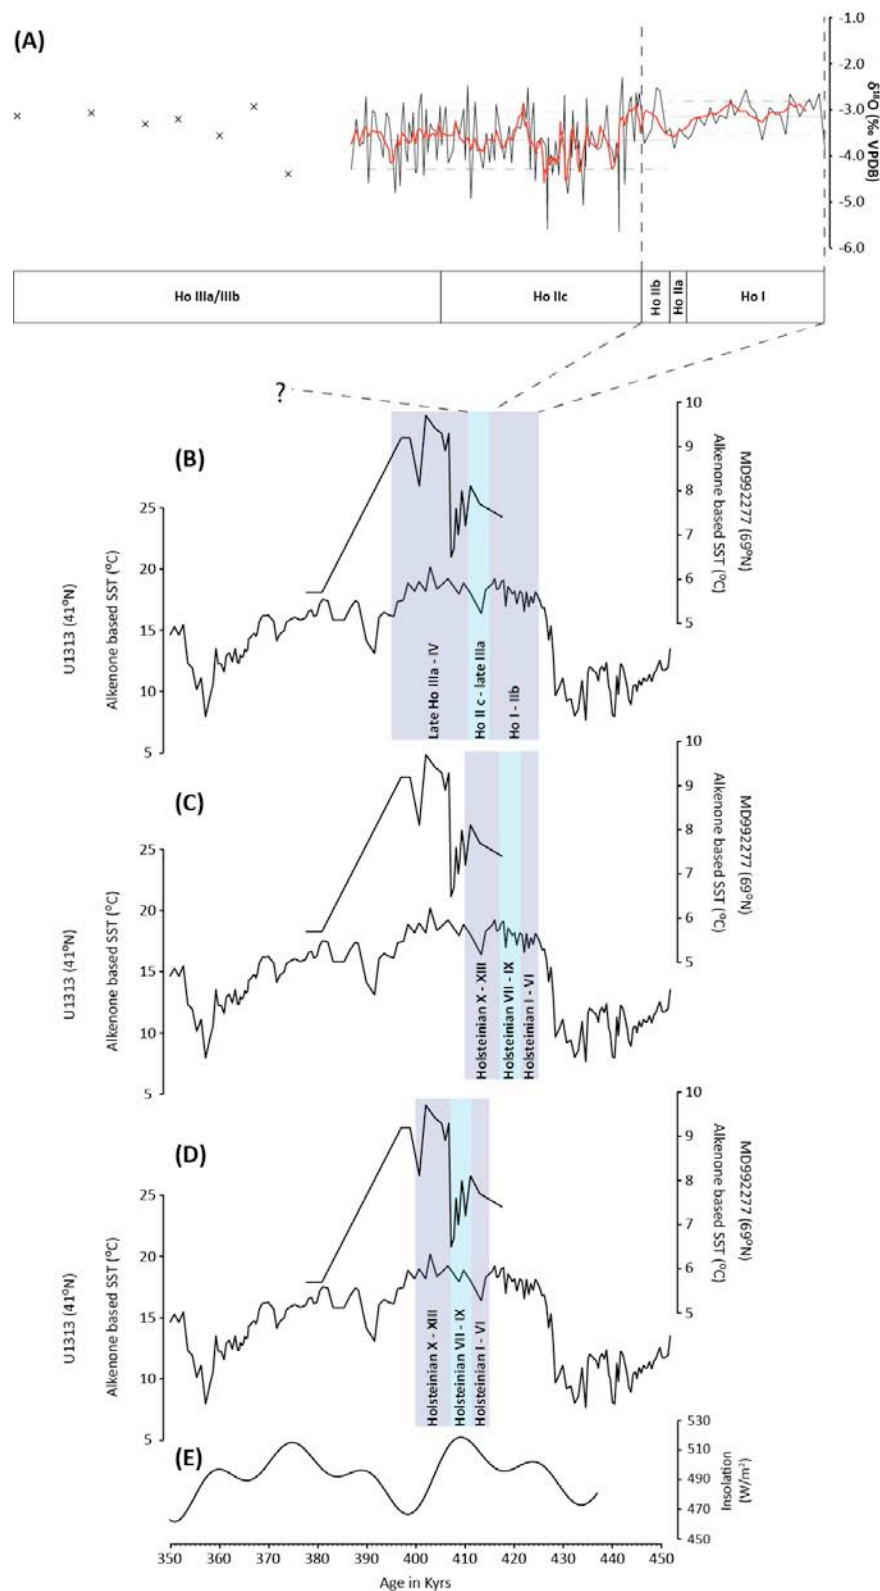 (A)
-1.0
-2.0
-3.0
-4.0
-5.0
-6.0
δ¹⁸O (‰ VPDB)
Ho IIIa/IIIb
Ho IIc
Ho IIb
Ho IIa
Ho I
?
(B)
25
20
15
10
5
U1313 (41°N)
Alkenone based SST (°C)
10
9
8
7
6
5
Alkenone based SST (°C)
MD992277 (69°N)
Late Ho IIIa - IV
Ho II c - late IIIa
Ho I - IIb
(C)
25
20
15
10
5
U1313 (41°N)
Alkenone based SST (°C)
10
9
8
7
6
5
Alkenone based SST (°C)
MD992277 (69°N)
Holsteinian X - XIII
Holsteinian VII - IX
Holsteinian I - VI
(D)
25
20
15
10
5
U1313 (41°N)
Alkenone based SST (°C)
10
9
8
7
6
5
Alkenone based SST (°C)
MD992277 (69°N)
Holsteinian X - XIII
Holsteinian VII - IX
Holsteinian I - VI
(E)
530
510
490
470
450
Insolation
(W/m²)
350 360 370 380 390 400 410 420 430 440 450
Age in Kyrs